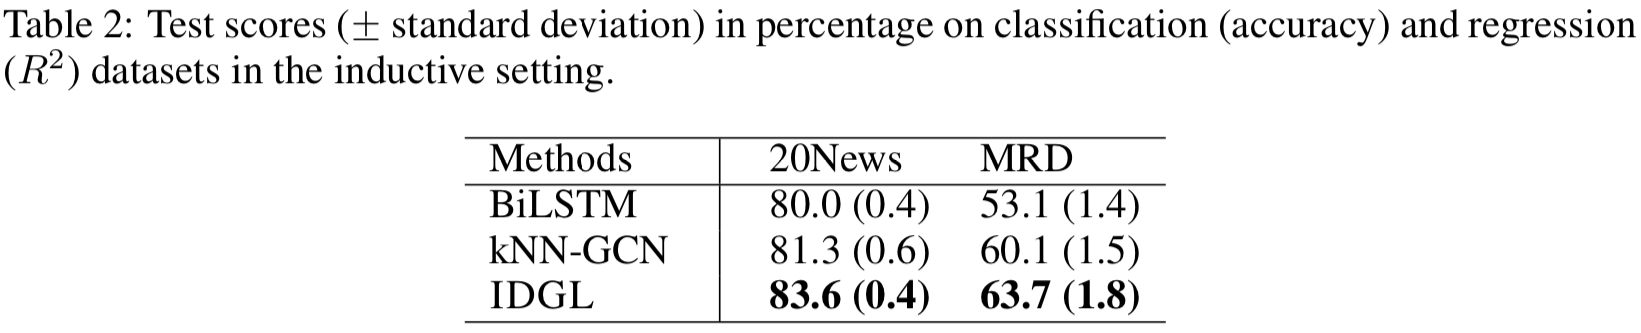 Table 2: Test scores (± standard deviation) in percentage on classification (accuracy) and regression
(R²) datasets in the inductive setting.
Methods 20News MRD
BiLSTM 80.0 (0.4) 53.1 (1.4)
kNN-GCN 81.3 (0.6) 60.1 (1.5)
IDGL 83.6 (0.4) 63.7 (1.8)